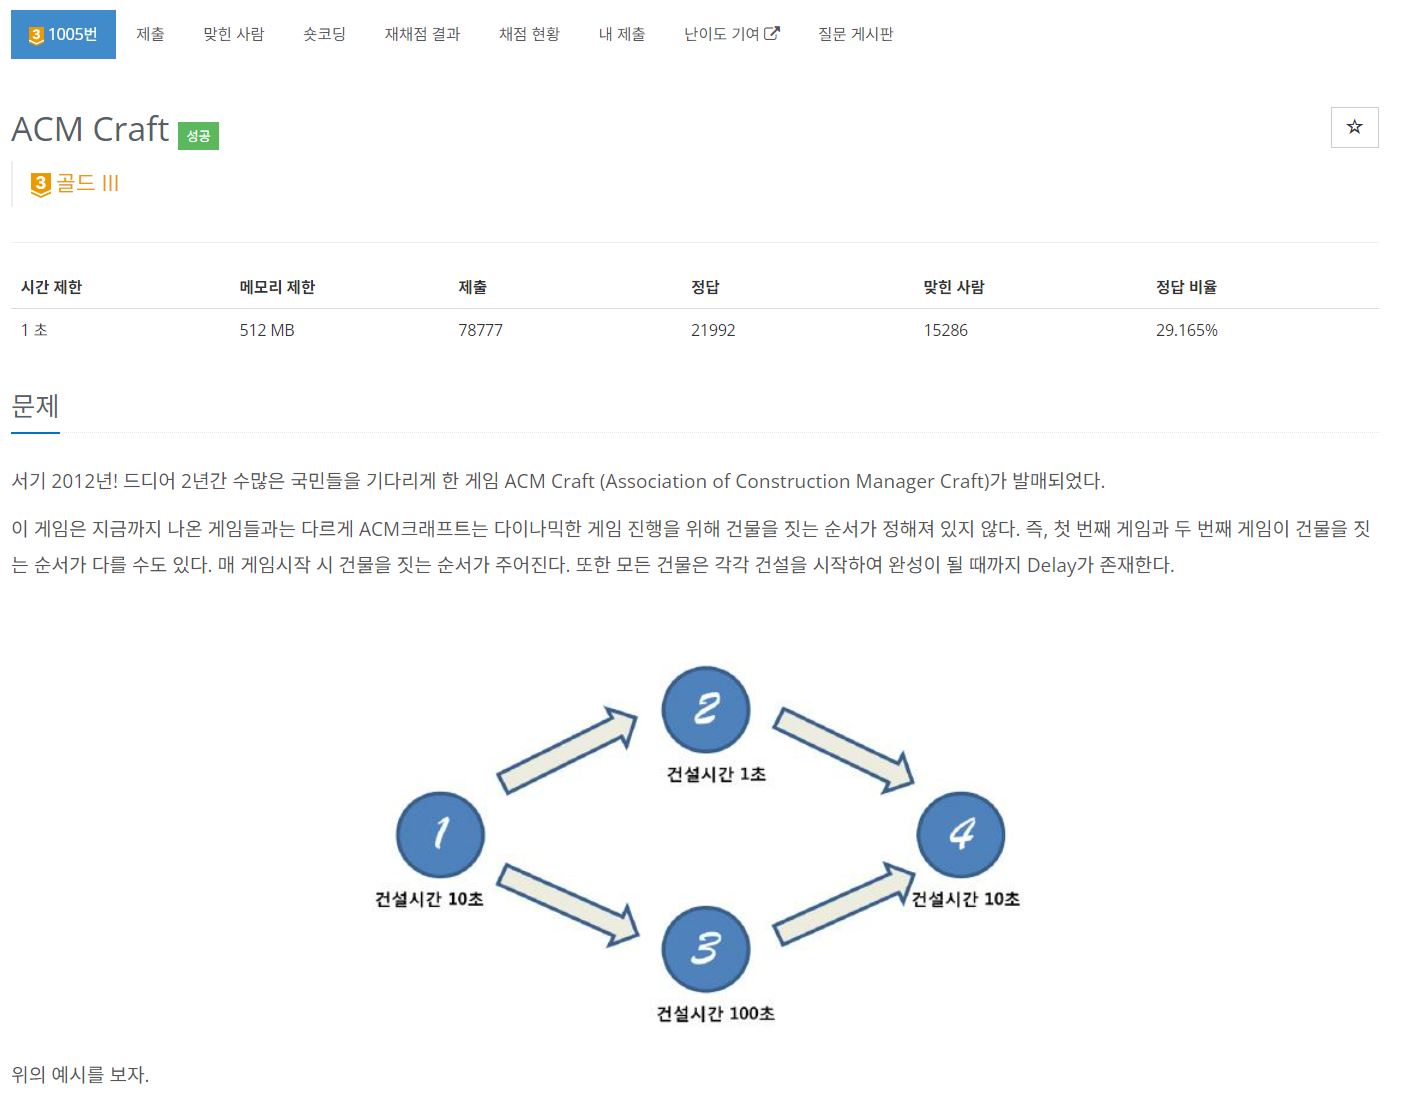 3 1005번 제출 맞힌 사람 숏코딩 재채점 결과 채점 현황 내 제출 난이도 기여 질문 게시판
ACM Craft 성공
3 골드 III
시간 제한 메모리 제한 제출 정답 맞힌 사람 정답 비율
1 초 512 MB 78777 21992 15286 29.165%
문제
서기 2012년! 드디어 2년간 수많은 국민들을 기다리게 한 게임 ACM Craft (Association of Construction Manager Craft)가 발매되었다.
이 게임은 지금까지 나온 게임들과는 다르게 ACM크래프트는 다이나믹한 게임 진행을 위해 건물을 짓는 순서가 정해져 있지 않다. 즉, 첫 번째 게임과 두 번째 게임이 건물을 짓
는 순서가 다를 수도 있다. 매 게임시작 시 건물을 짓는 순서가 주어진다. 또한 모든 건물은 각각 건설을 시작하여 완성이 될 때까지 Delay가 존재한다.
2
건설시간 1초
1
건설시간 10초
4
건설시간 10초
3
건설시간 100초
위의 예시를 보자.